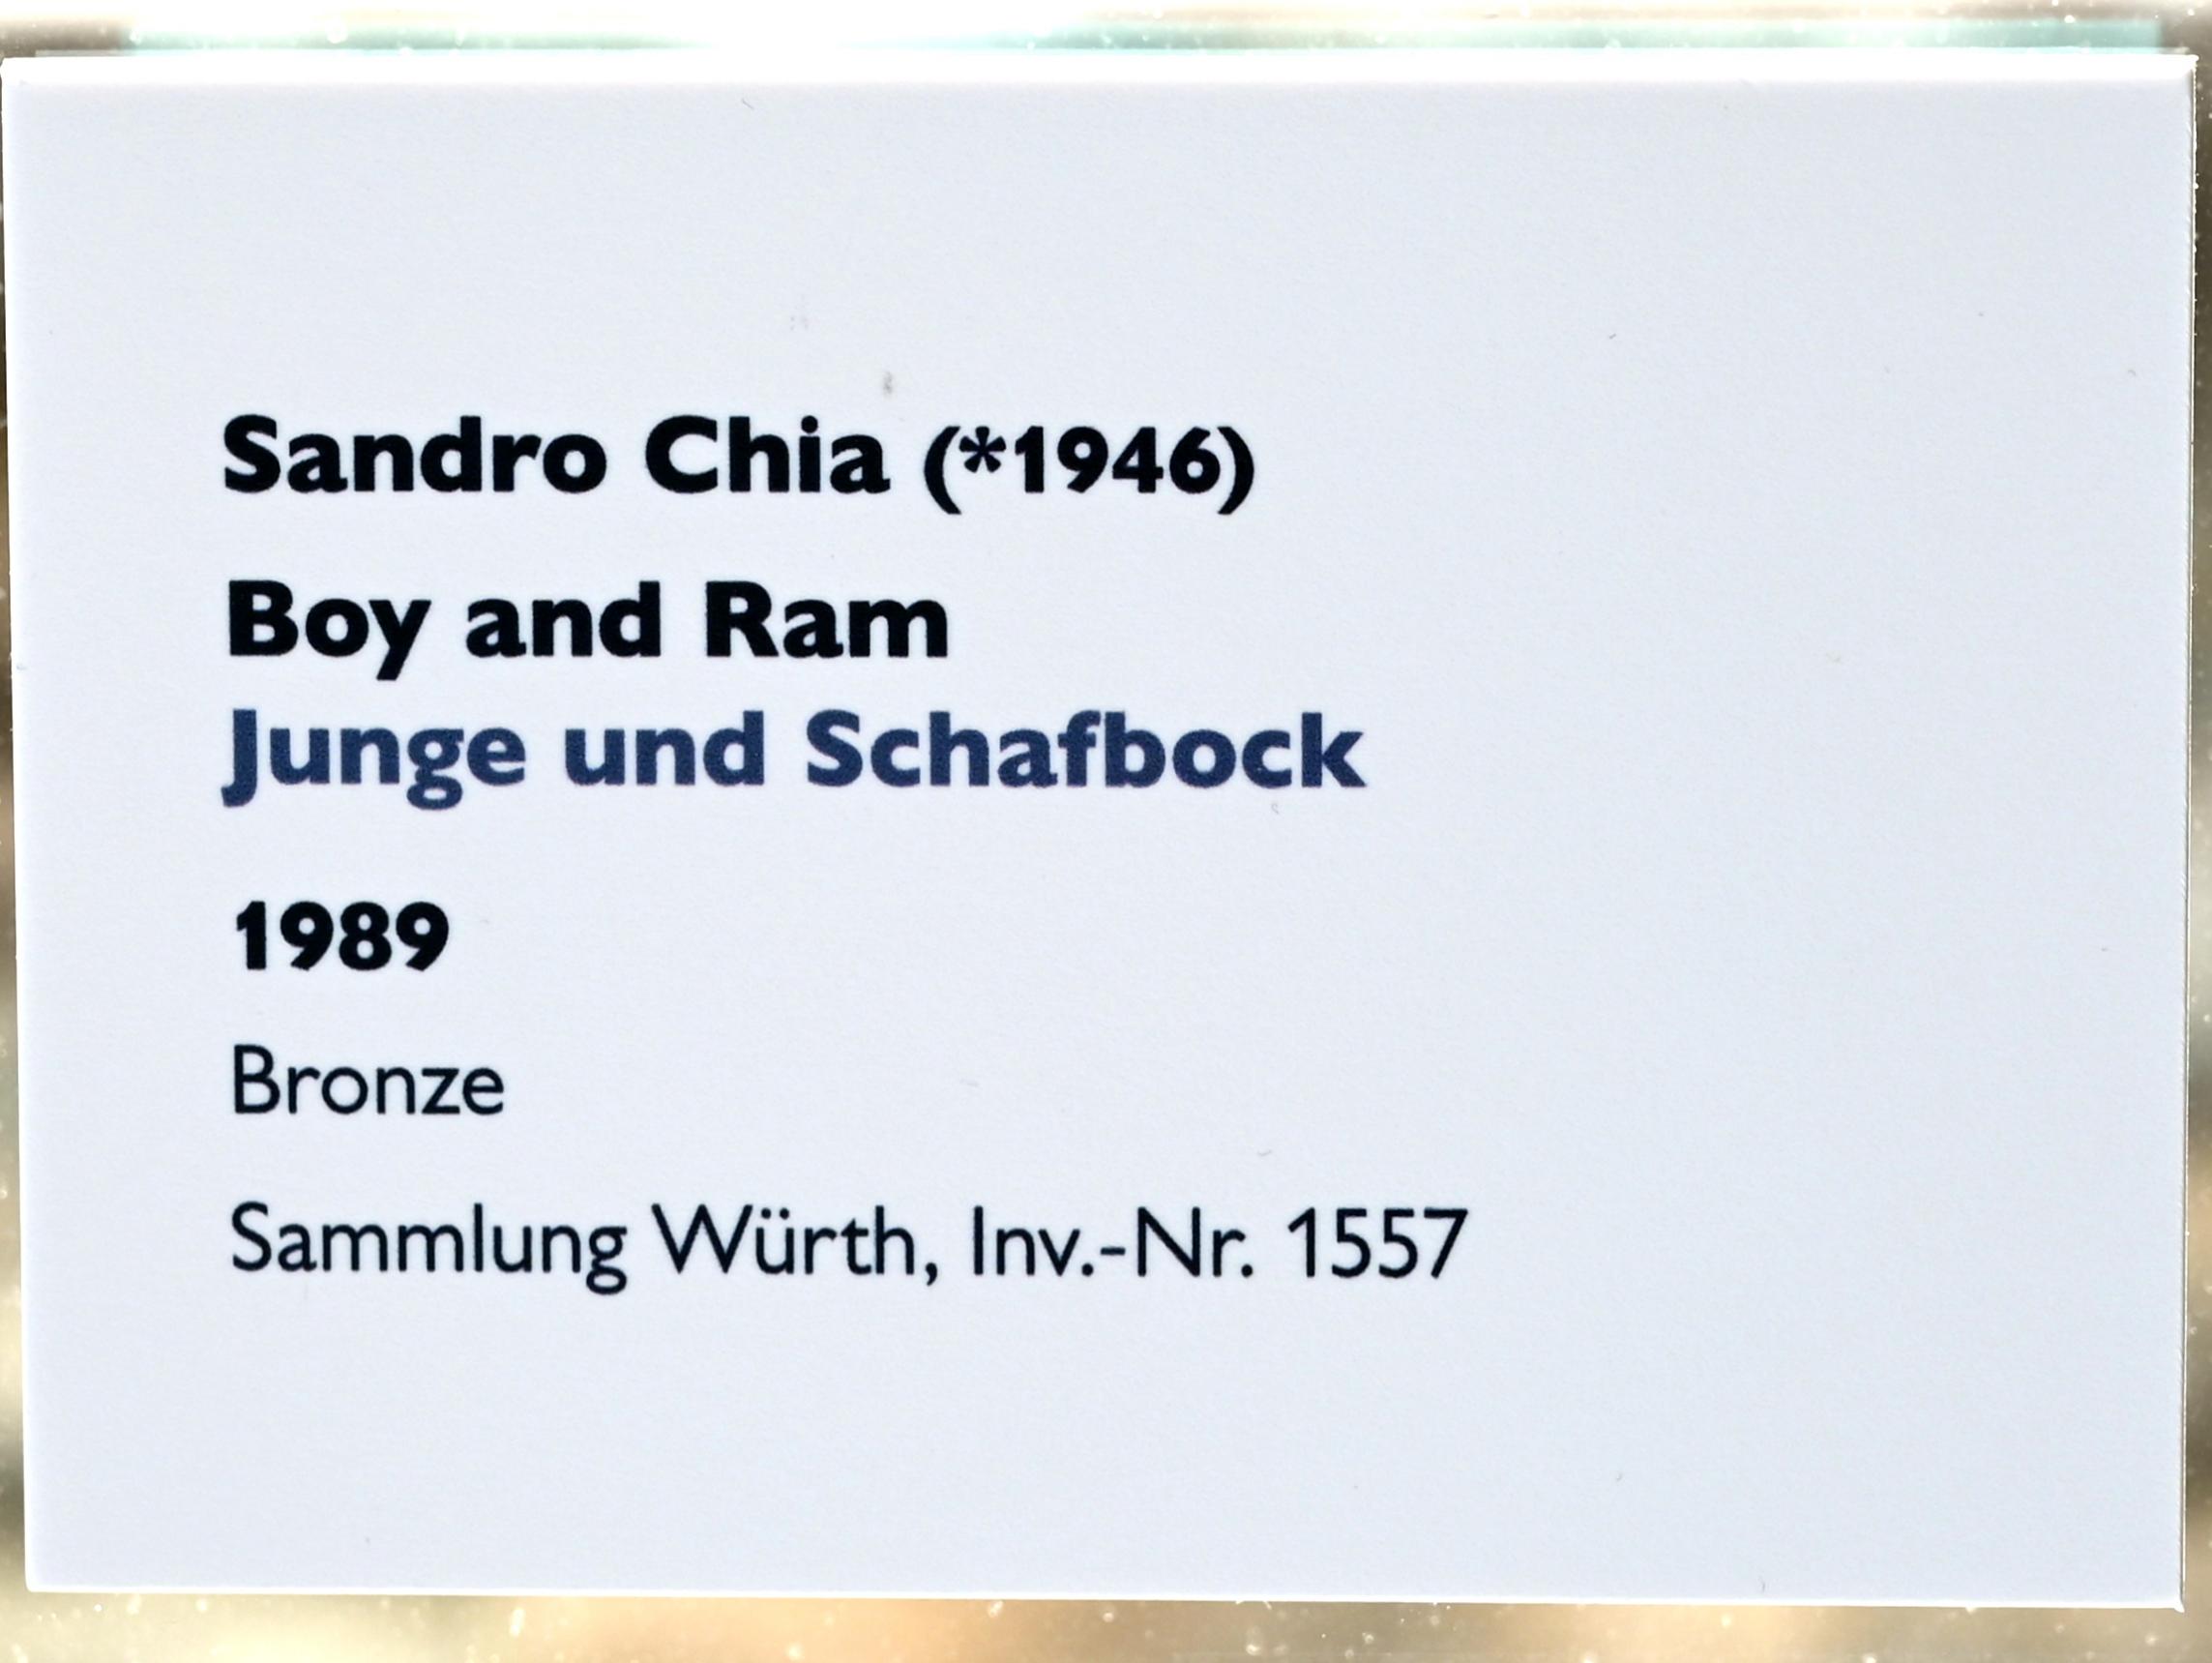 Sandro Chia (*1946)
Boy and Ram
Junge und Schafbock
1989
Bronze
Sammlung Würth, Inv.-Nr. 1557